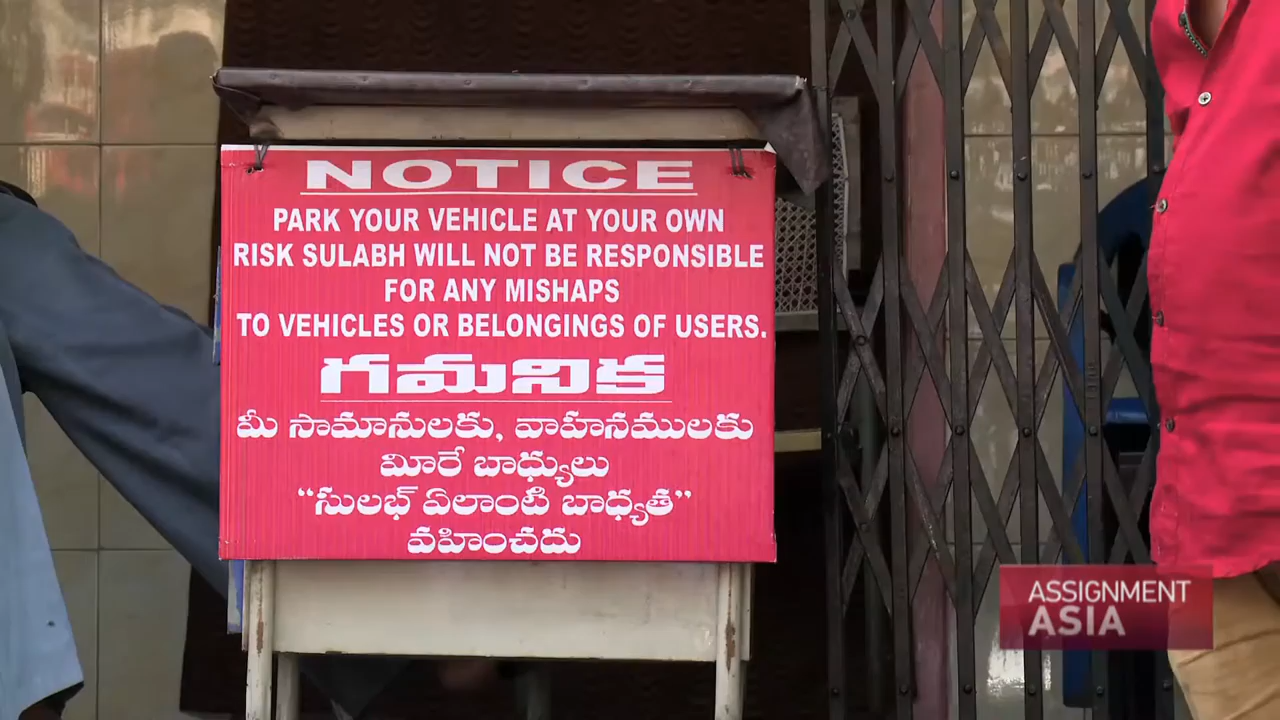 NOTICE
PARK YOUR VEHICLE AT YOUR OWN
RISK SULABH WILL NOT BE RESPONSIBLE
FOR ANY MISHAPS
TO VEHICLES OR BELONGINGS OF USERS.
గమనిక
మీ సామానులకు, వాహనములకు
మీరే బాధ్యులు
“సులభ్ ఏలాంటి బాధ్యత”
వహించదు
ASSIGNMENT
ASIA